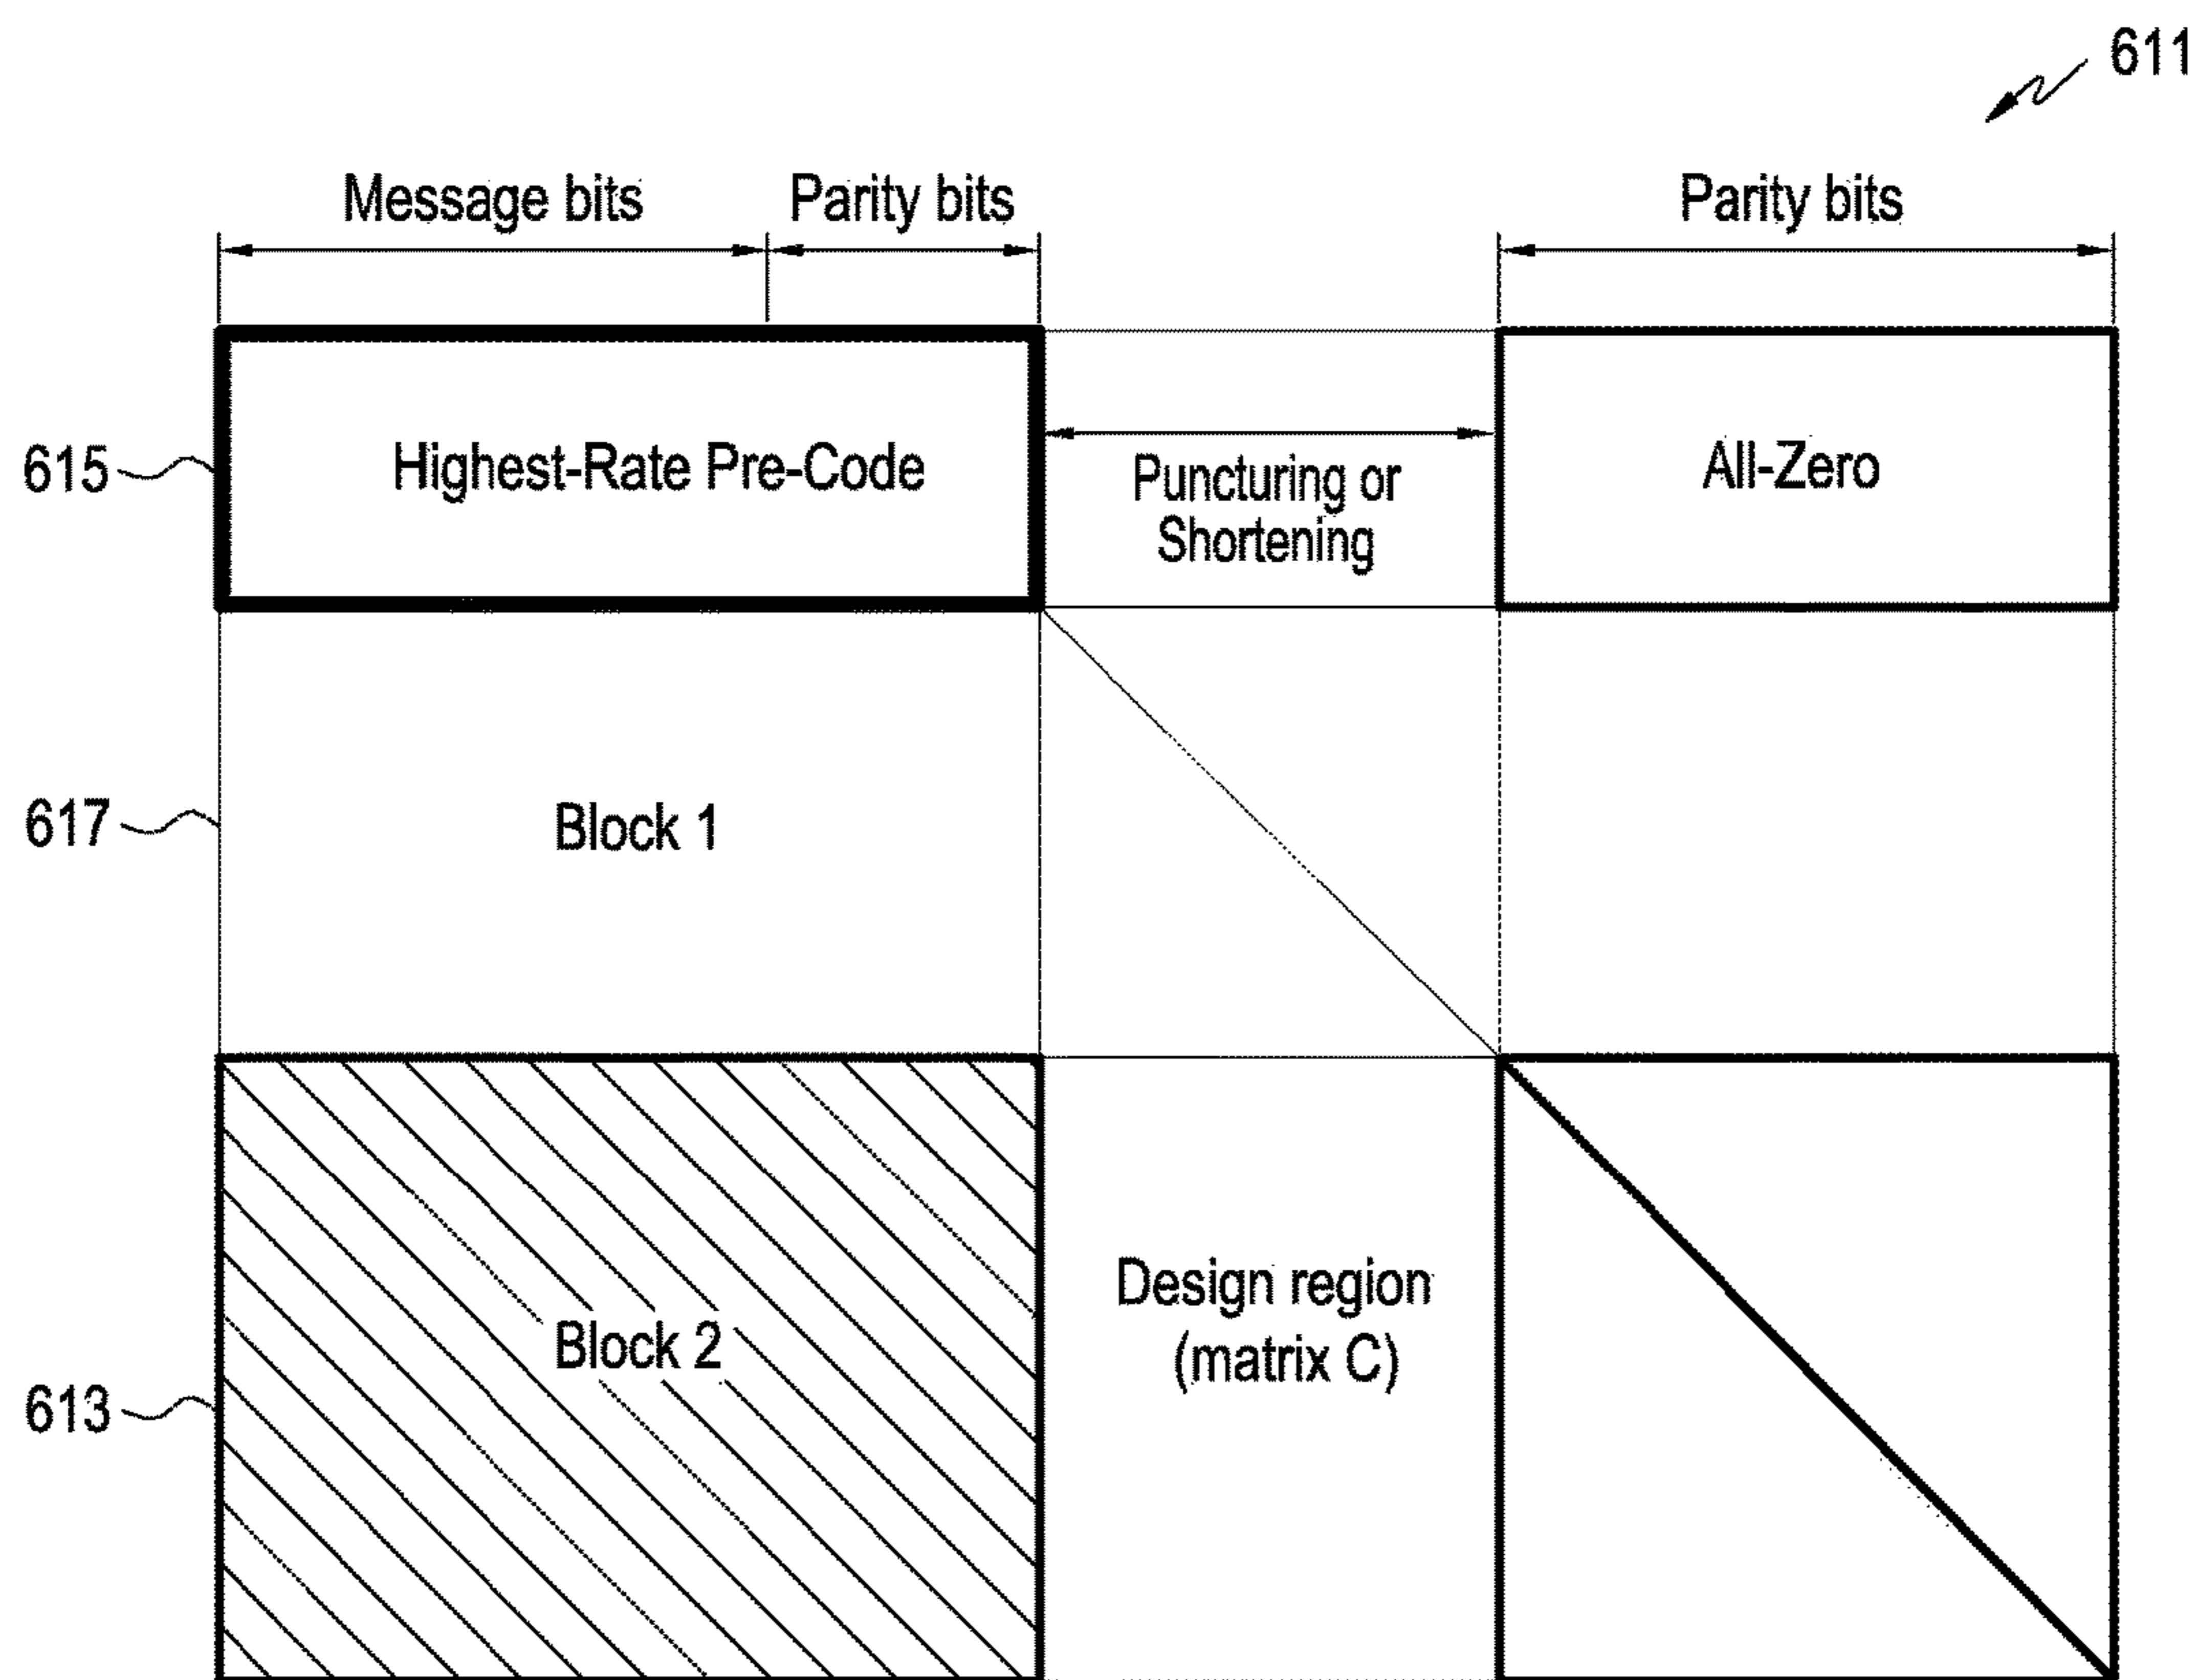 611
Message bits
Parity bits
Parity bits
615
Highest-Rate Pre-Code
Puncturing or
Shortening
All-Zero
617
Block 1
613
Block 2
Design region
(matrix C)